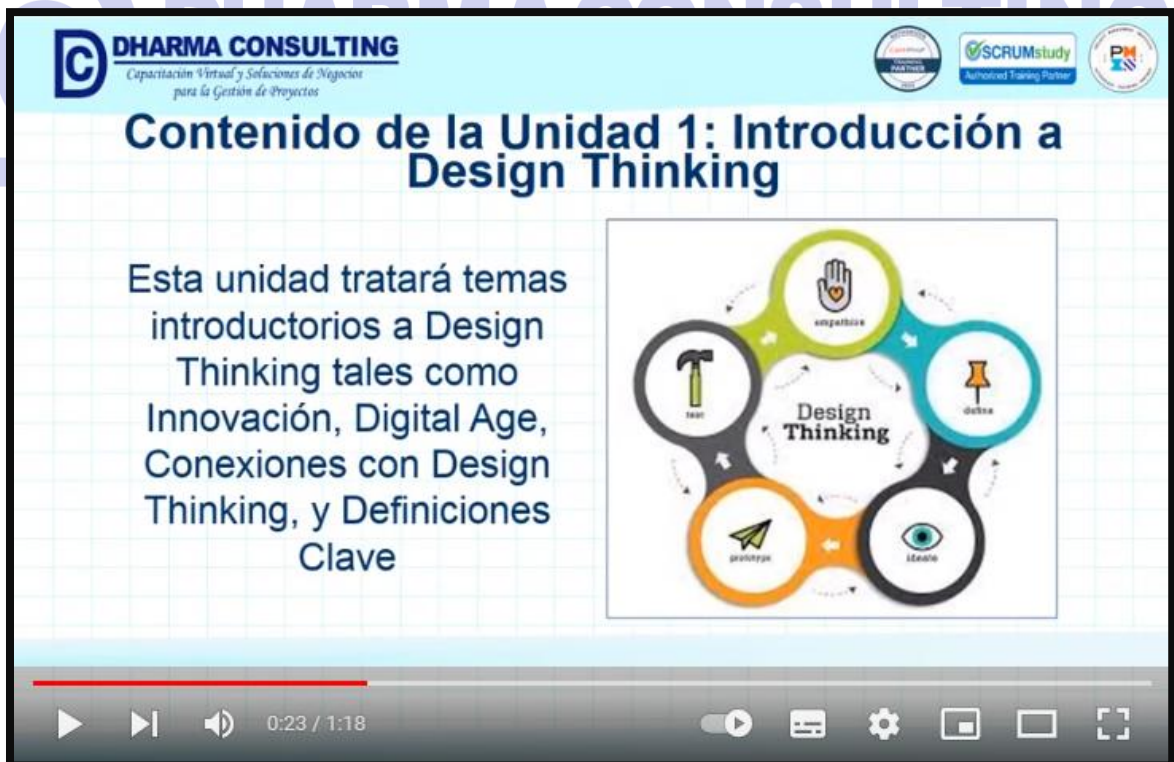 DHARMA CONSULTING
Capacitación Virtual y Soluciones de Negocios
para la Gestión de Proyectos
SCRUMstudy
Authorized Training Partner
Contenido de la Unidad 1: Introducción a
Design Thinking
Esta unidad tratará temas
introductorios a Design
Thinking tales como
Innovación, Digital Age,
Conexiones con Design
Thinking, y Definiciones
Clave
empathize
test
define
Design
Thinking
prototype
ideate
0:23 / 1:18